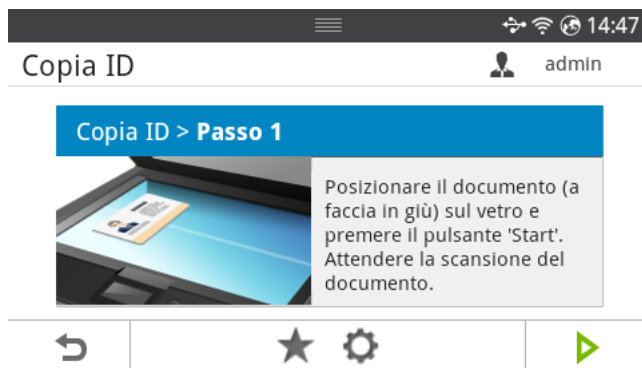 14:47
Copia ID
admin
Copia ID > Passo 1
Posizionare il documento (a
faccia in giù) sul vetro e
premere il pulsante 'Start'.
Attendere la scansione del
documento.